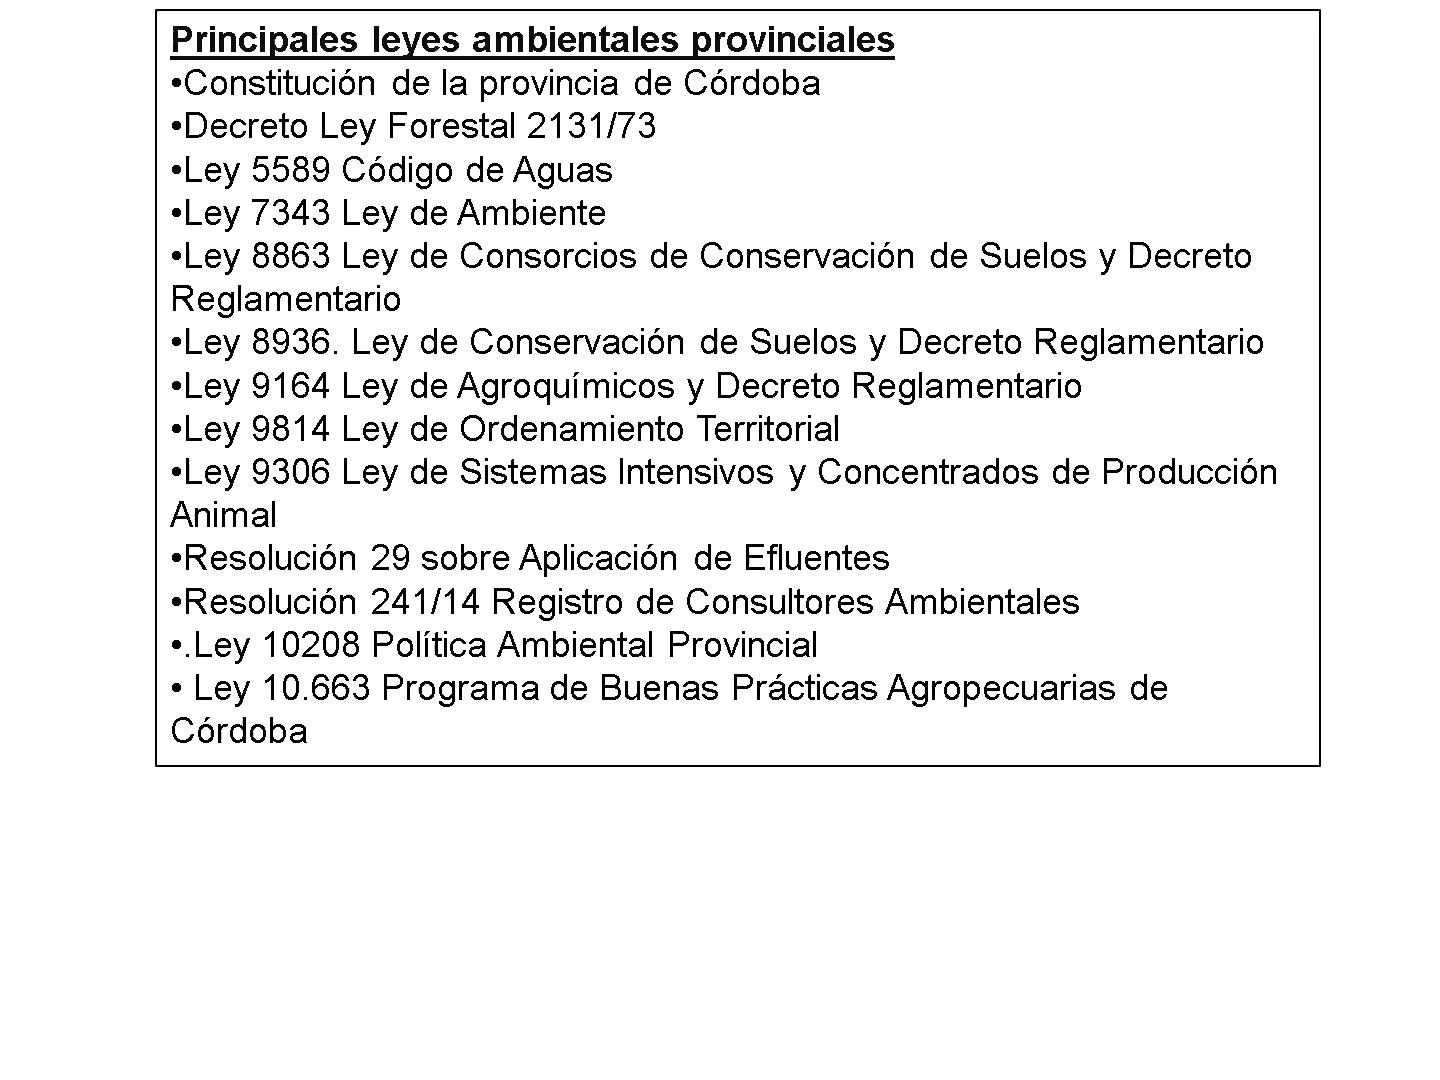 Principales leyes ambientales provinciales
•Constitución de la provincia de Córdoba
•Decreto Ley Forestal 2131/73
•Ley 5589 Código de Aguas
•Ley 7343 Ley de Ambiente
•Ley 8863 Ley de Consorcios de Conservación de Suelos y Decreto
Reglamentario
•Ley 8936. Ley de Conservación de Suelos y Decreto Reglamentario
•Ley 9164 Ley de Agroquímicos y Decreto Reglamentario
•Ley 9814 Ley de Ordenamiento Territorial
•Ley 9306 Ley de Sistemas Intensivos y Concentrados de Producción
Animal
•Resolución 29 sobre Aplicación de Efluentes
•Resolución 241/14 Registro de Consultores Ambientales
•.Ley 10208 Política Ambiental Provincial
• Ley 10.663 Programa de Buenas Prácticas Agropecuarias de
Córdoba